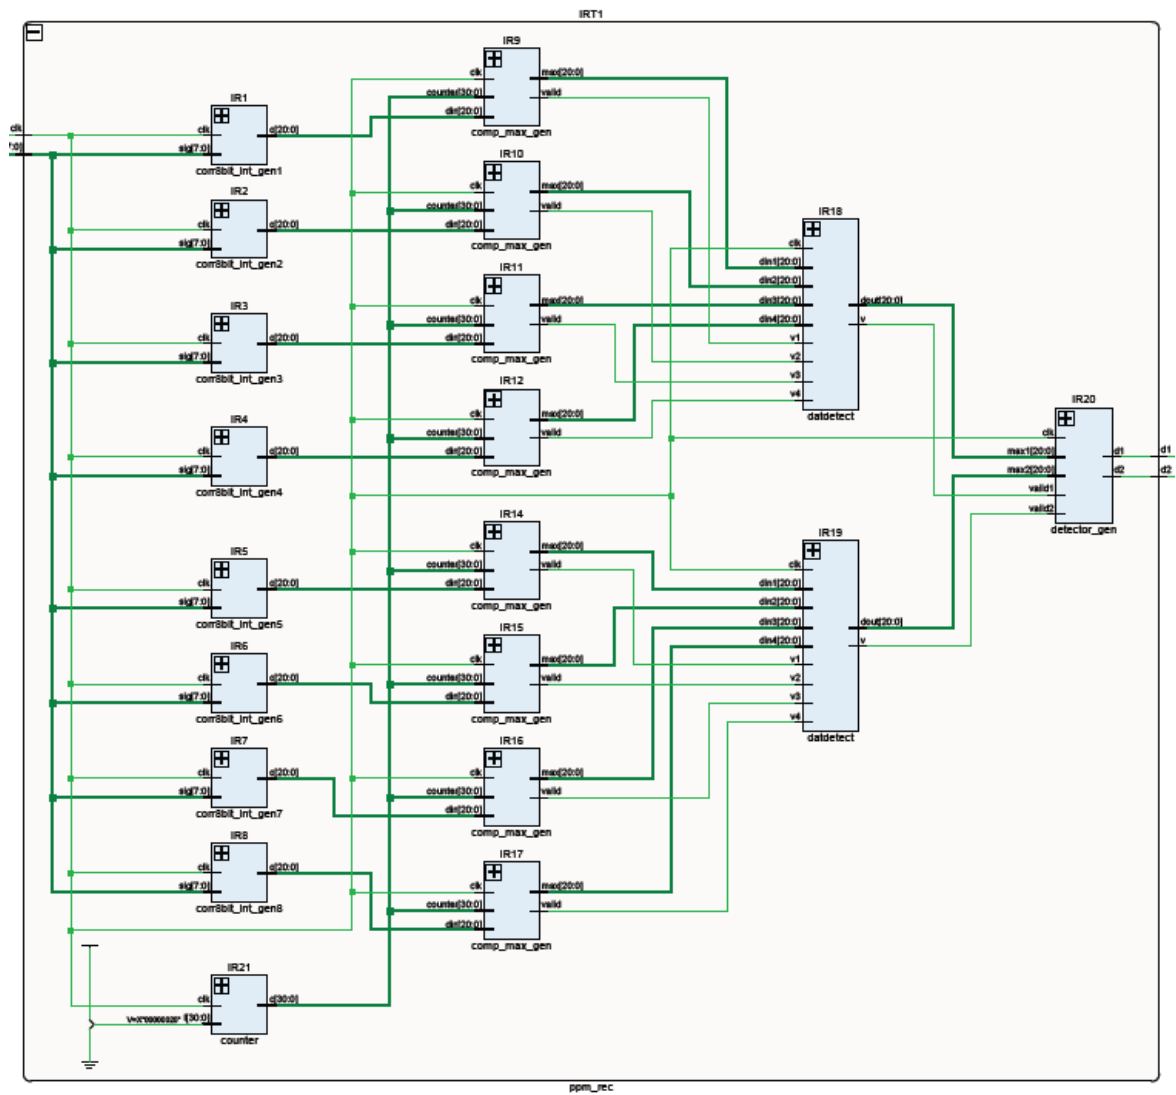 IRT1
IR9
clk
counter[30:0]
din[20:0]
max[20:0]
valid
comp_max_gen
clk
7:0]
IR1
clk
sig[7:0]
c[20:0]
corr8bit_int_gen1
IR10
clk
counter[30:0]
din[20:0]
max[20:0]
valid
comp_max_gen
IR2
clk
sig[7:0]
c[20:0]
corr8bit_int_gen2
IR11
clk
counter[30:0]
din[20:0]
max[20:0]
valid
comp_max_gen
IR3
clk
sig[7:0]
c[20:0]
corr8bit_int_gen3
IR12
clk
counter[30:0]
din[20:0]
max[20:0]
valid
comp_max_gen
IR4
clk
sig[7:0]
c[20:0]
corr8bit_int_gen4
IR18
clk
din1[20:0]
din2[20:0]
din3[20:0]
din4[20:0]
v1
v2
v3
v4
dout[20:0]
v
datdetect
IR20
clk
max1[20:0]
max2[20:0]
valid1
valid2
d1
d2
d1
d2
detector_gen
IR14
clk
counter[30:0]
din[20:0]
max[20:0]
valid
comp_max_gen
IR5
clk
sig[7:0]
c[20:0]
corr8bit_int_gen5
IR15
clk
counter[30:0]
din[20:0]
max[20:0]
valid
comp_max_gen
IR6
clk
sig[7:0]
c[20:0]
corr8bit_int_gen6
IR19
clk
din1[20:0]
din2[20:0]
din3[20:0]
din4[20:0]
v1
v2
v3
v4
dout[20:0]
v
datdetect
IR16
clk
counter[30:0]
din[20:0]
max[20:0]
valid
comp_max_gen
IR7
clk
sig[7:0]
c[20:0]
corr8bit_int_gen7
IR17
clk
counter[30:0]
din[20:0]
max[20:0]
valid
comp_max_gen
IR8
clk
sig[7:0]
c[20:0]
corr8bit_int_gen8
IR21
clk
[30:0]
c[30:0]
counter
ppm_rec